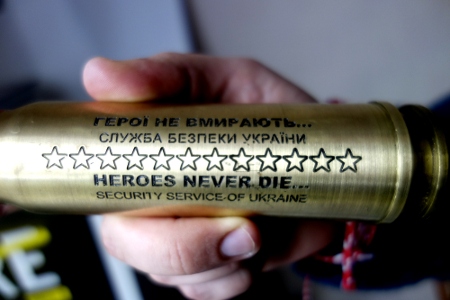 ГЕРОЇ НЕ ВМИРАЮТЬ...
СЛУЖБА БЕЗПЕКИ УКРАЇНИ
HEROES NEVER DIE...
SECURITY SERVICE OF UKRAINE